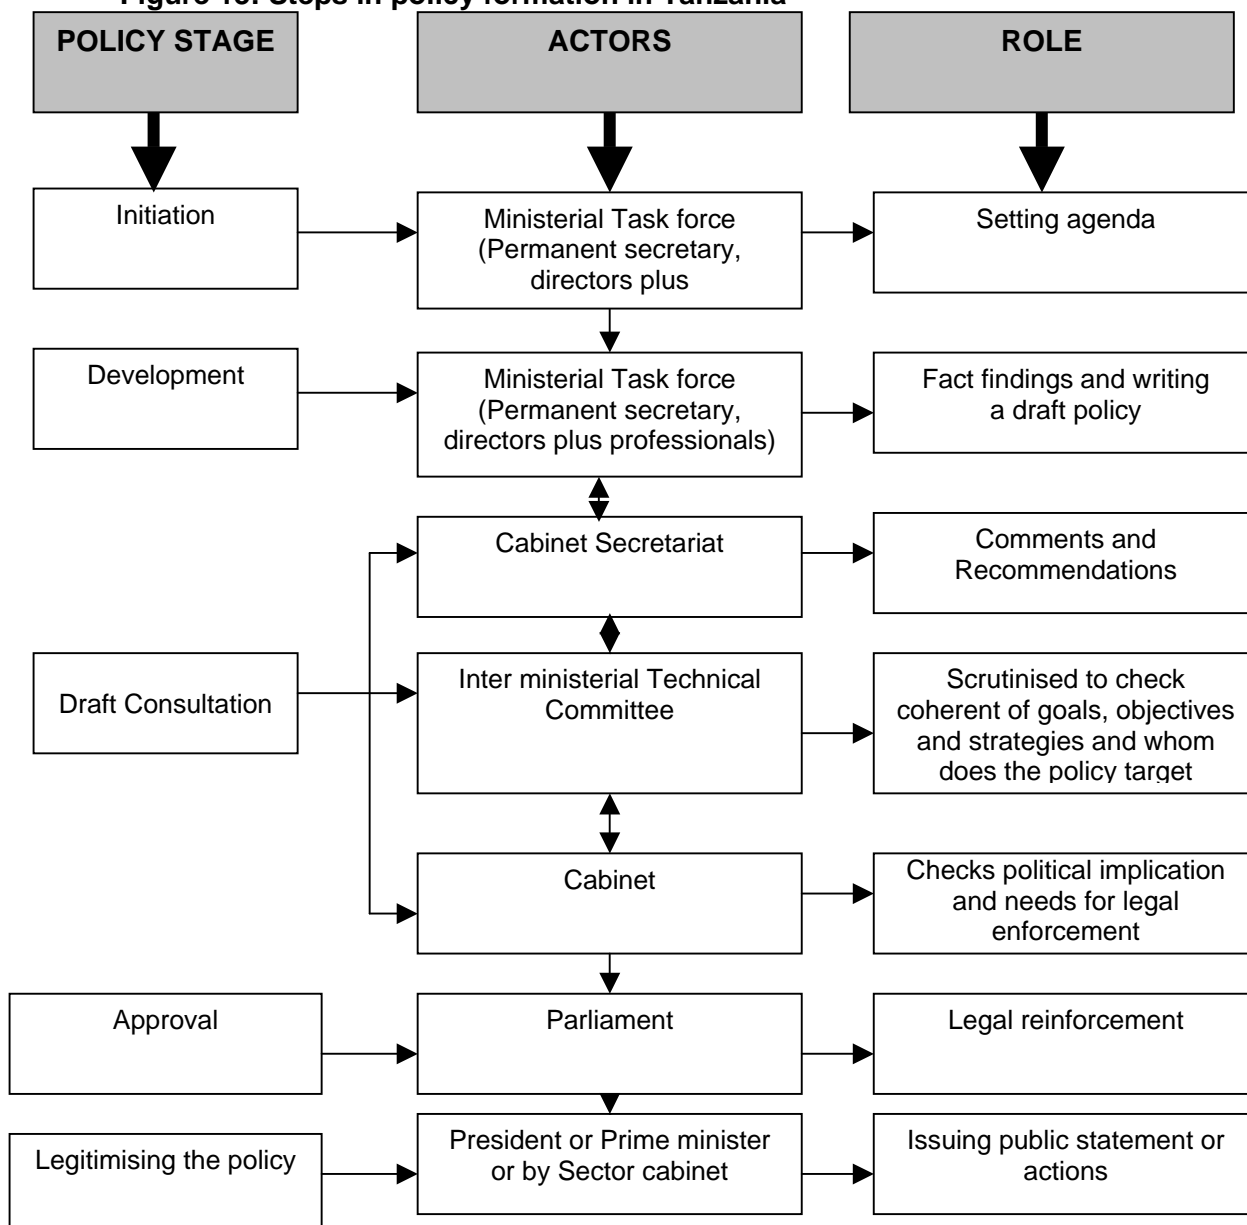 POLICY STAGE
ACTORS
ROLE
Initiation
Ministerial Task force
(Permanent secretary,
directors plus
Setting agenda
Development
Ministerial Task force
(Permanent secretary,
directors plus professionals)
Fact findings and writing
a draft policy
Cabinet Secretariat
Comments and
Recommendations
Draft Consultation
Inter ministerial Technical
Committee
Scrutinised to check
coherent of goals, objectives
and strategies and whom
does the policy target
Cabinet
Checks political implication
and needs for legal
enforcement
Approval
Parliament
Legal reinforcement
Legitimising the policy
President or Prime minister
or by Sector cabinet
Issuing public statement or
actions